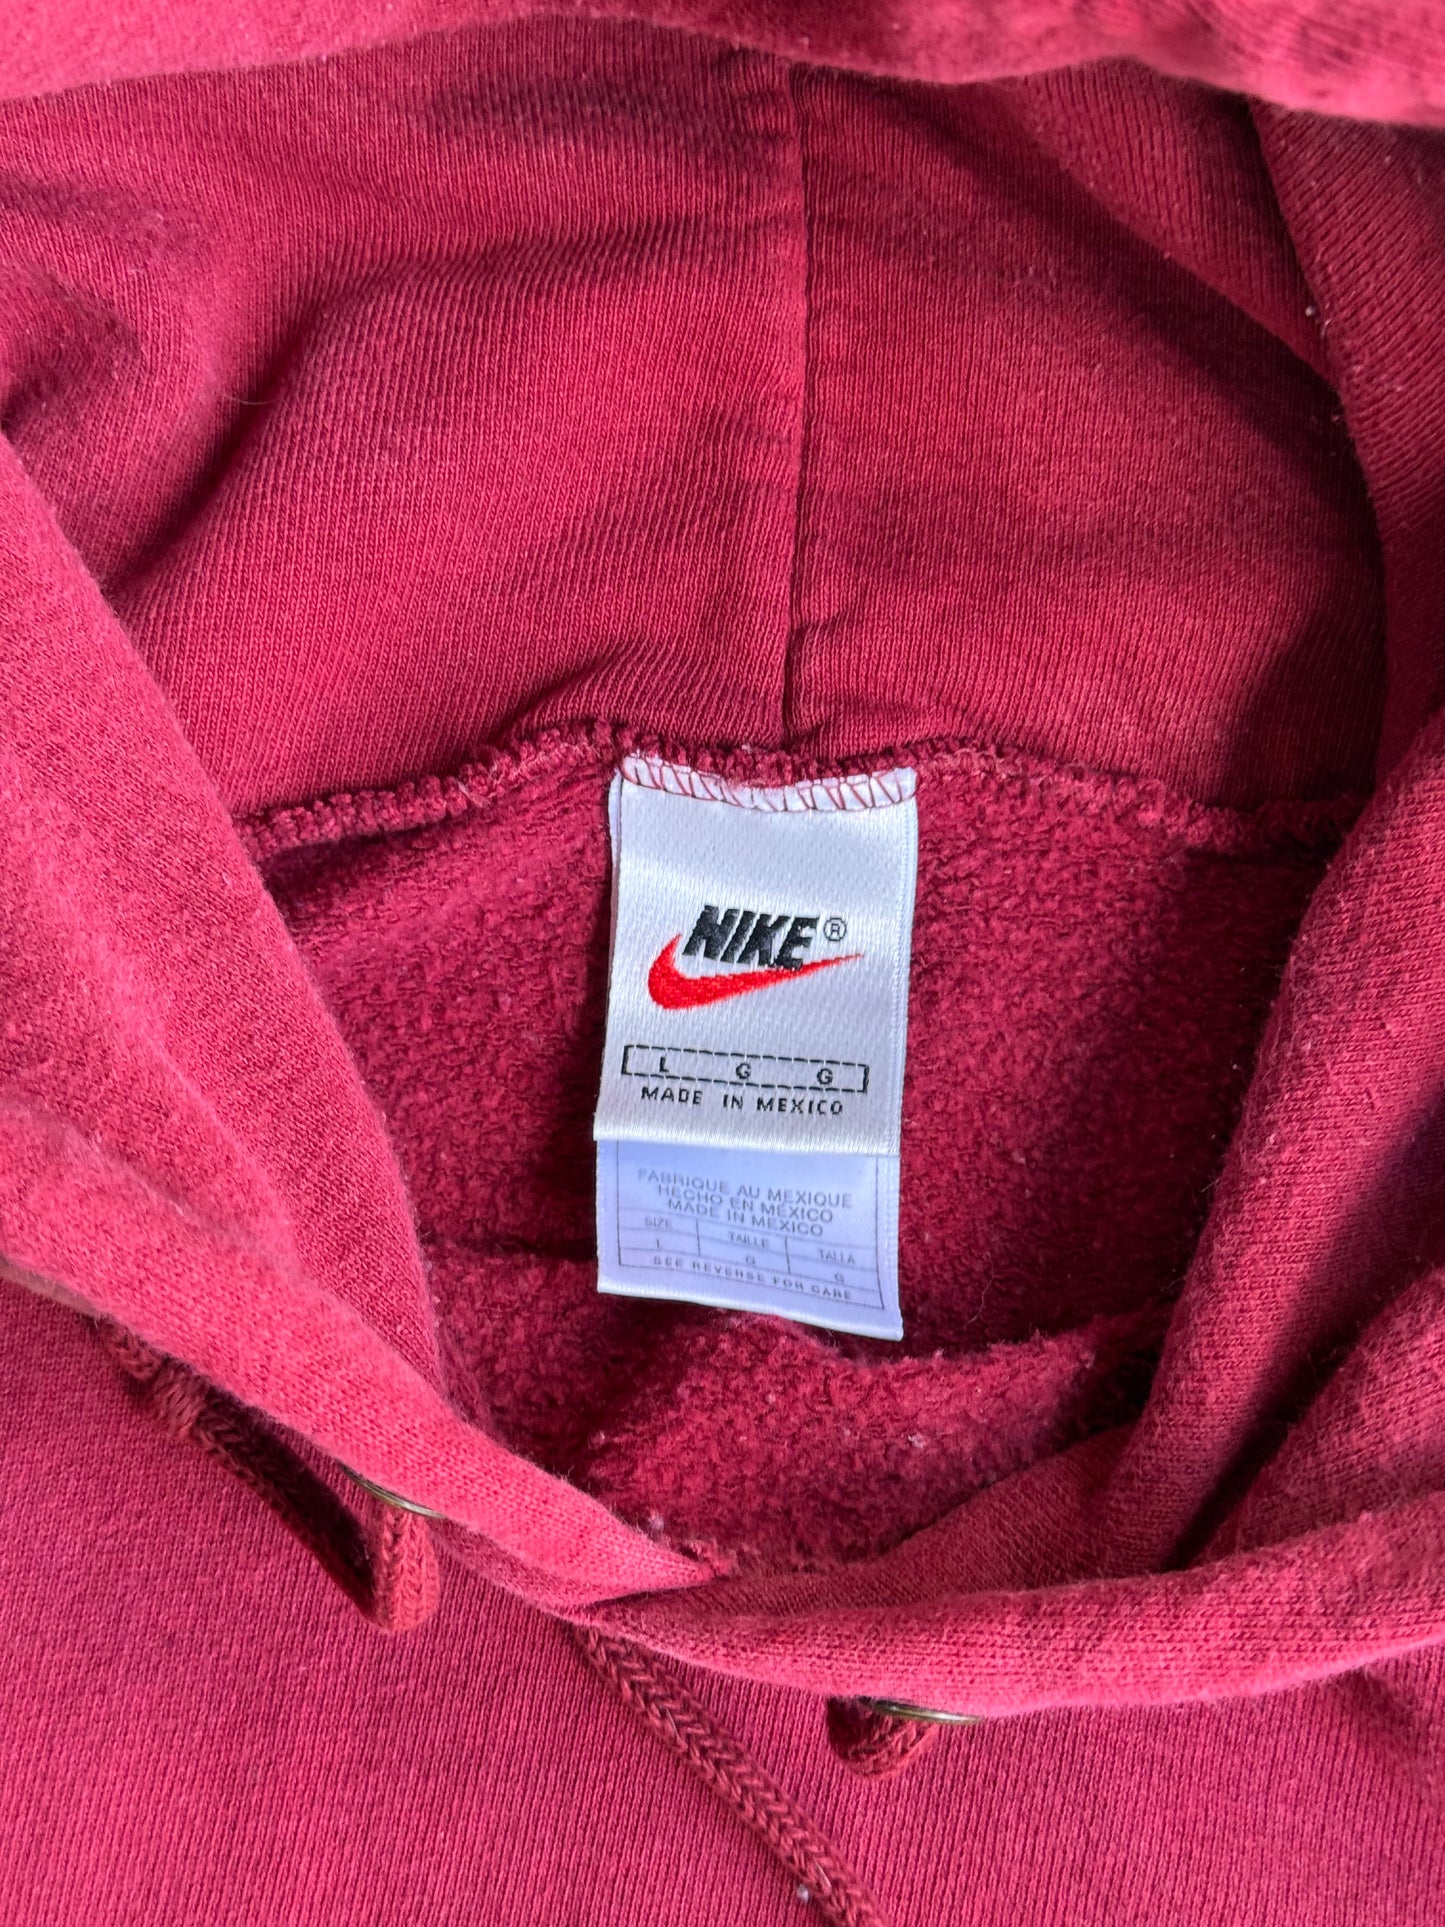 NIKE®
L G G
MADE IN MEXICO
FABRIQUE AU MEXIQUE
HECHO EN MÉXICO
MADE IN MEXICO
SIZE TAILLE TALLA
L G G
SEE REVERSE FOR CARE